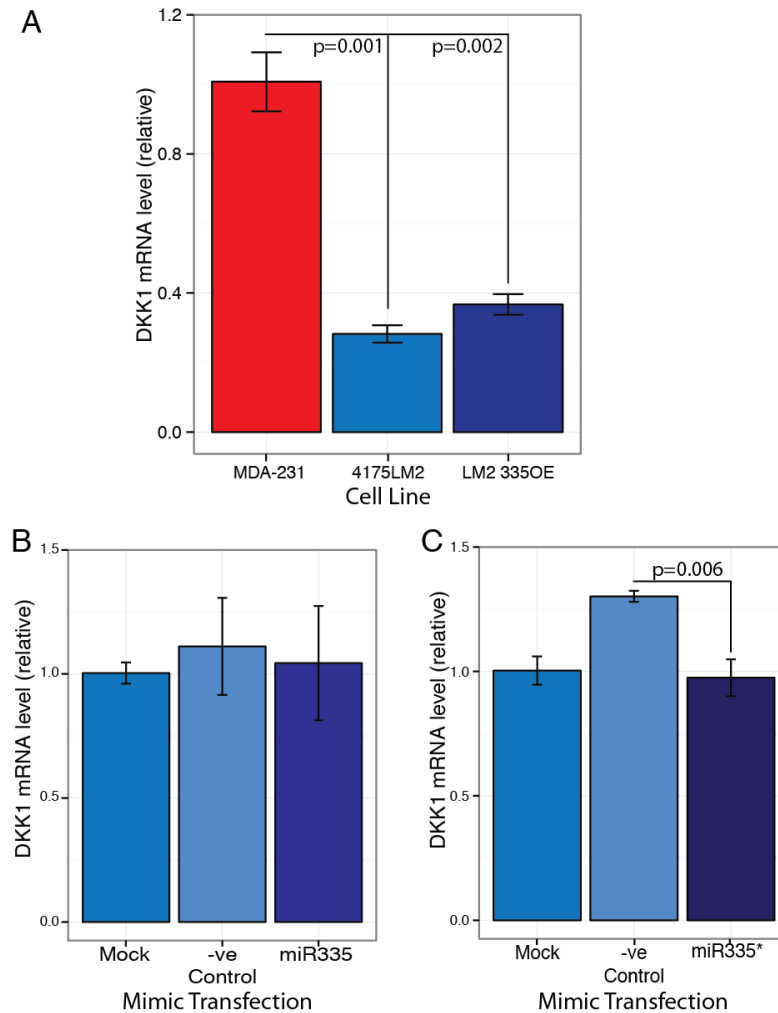 A
DKK1 mRNA level (relative)
1.2
0.8
0.4
0.0
p=0.001
p=0.002
MDA-231
4175LM2
LM2 335OE
Cell Line
B
DKK1 mRNA level (relative)
1.5
1.0
0.5
0.0
Mock
-ve
Control
miR335
Mimic Transfection
C
DKK1 mRNA level (relative)
1.5
1.0
0.5
0.0
p=0.006
Mock
-ve
Control
miR335*
Mimic Transfection